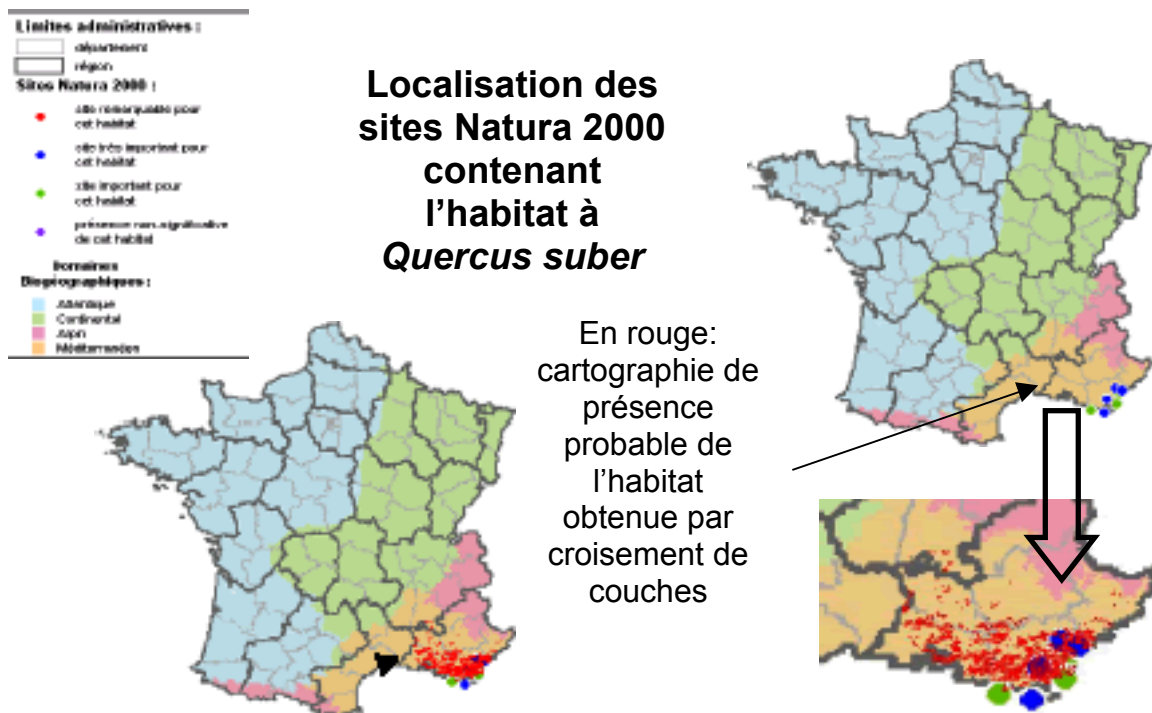 Limites administratives :
département
région
Sites Natura 2000 :
site remarquable pour
cet habitat
site très important pour
cet habitat
site important pour
cet habitat
présence non-significative
de cet habitat
Domaines
Biogéographiques :
Atlantique
Continental
Alpin
Méditerranéen
Localisation des
sites Natura 2000
contenant
l’habitat à
Quercus suber
En rouge:
cartographie de
présence
probable de
l’habitat
obtenue par
croisement de
couches